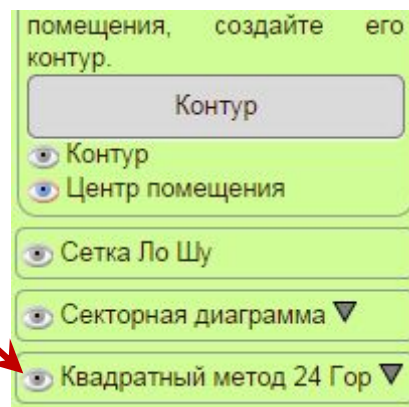 помещения, создайте его
контур.
Контур
Контур
Центр помещения
Сетка Ло Шу
Секторная диаграмма
Квадратный метод 24 Гор